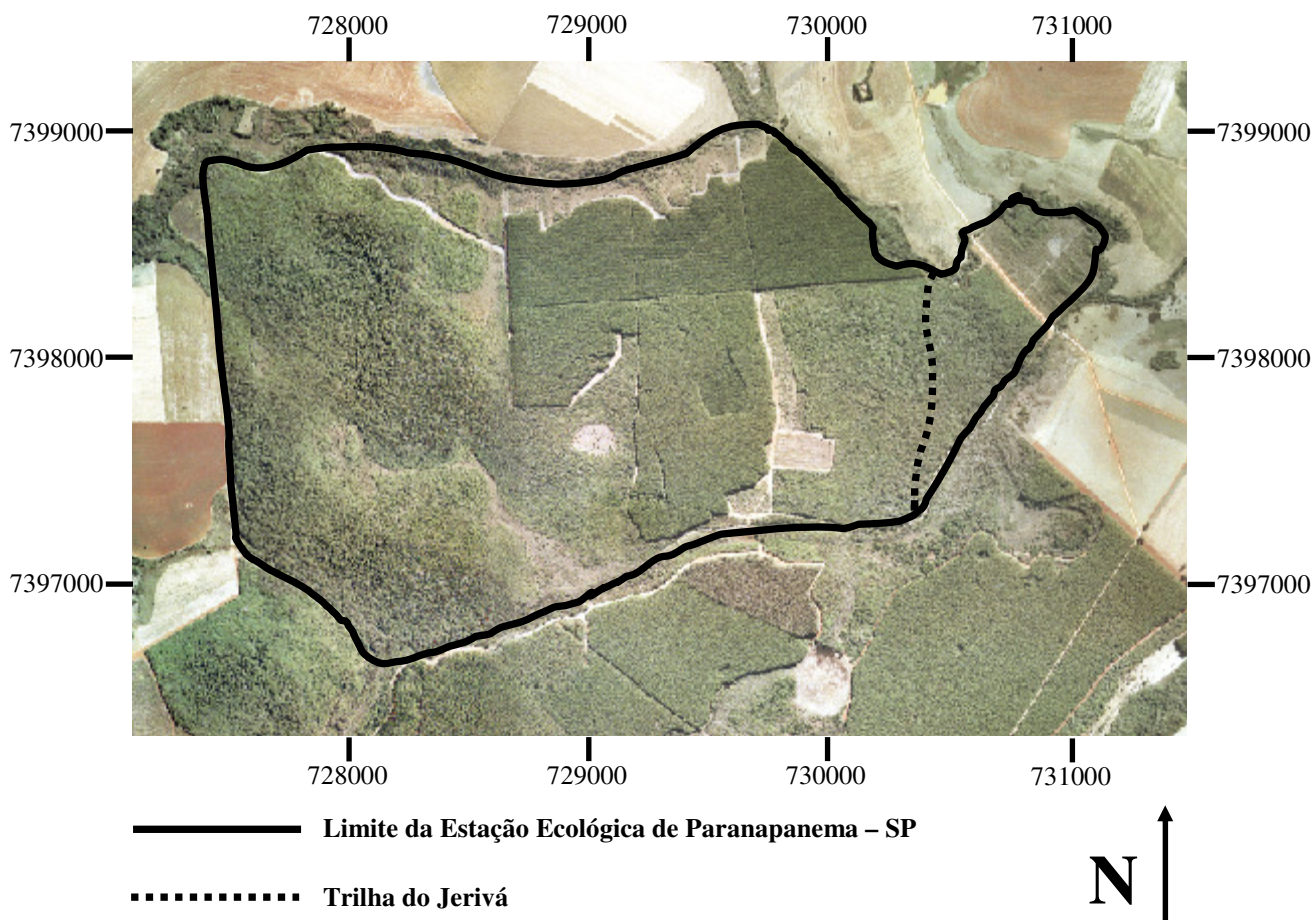 728000 729000 730000 731000
7399000 7399000
7398000 7398000
7397000 7397000
728000 729000 730000 731000
Limite da Estação Ecológica de Paranapanema – SP
Trilha do Jerivá
N